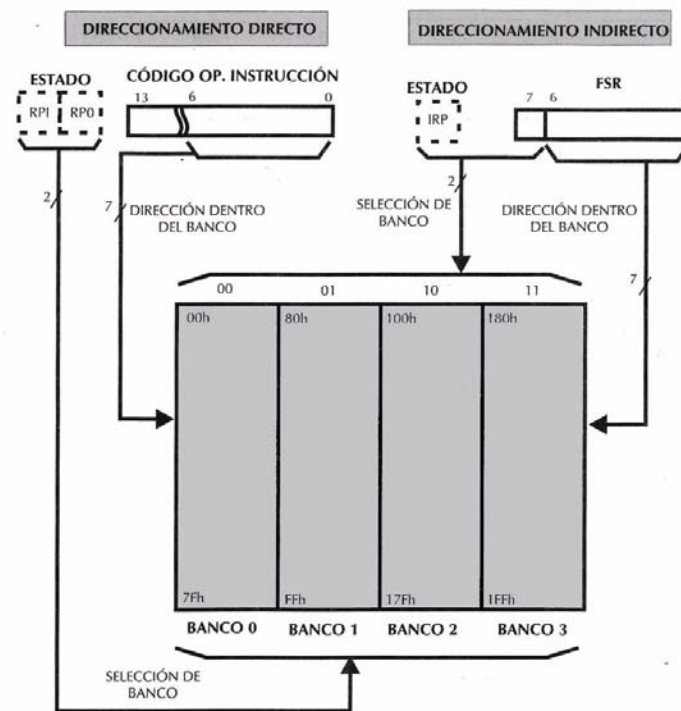 DIRECCIONAMIENTO DIRECTO
DIRECCIONAMIENTO INDIRECTO
ESTADO
CÓDIGO OP. INSTRUCCIÓN
13 6 0
RP1 RP0
ESTADO
IRP
FSR
7 6
2
7
DIRECCIÓN DENTRO
DEL BANCO
SELECCIÓN DE
BANCO
2
DIRECCIÓN DENTRO
DEL BANCO
7
00 01 10 11
00h 80h 100h 180h
7Fh FFh 17Fh 1FFh
BANCO 0 BANCO 1 BANCO 2 BANCO 3
SELECCIÓN DE
BANCO